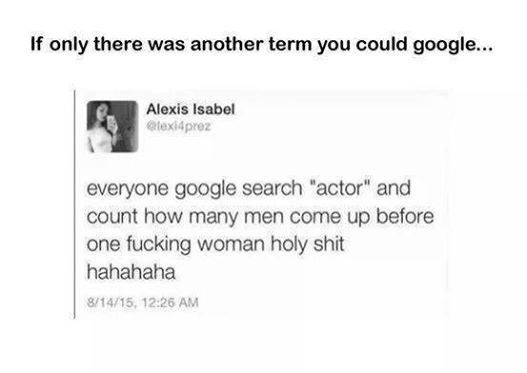 If only there was another term you could google...
Alexis Isabel
@lexi4prez
everyone google search "actor" and
count how many men come up before
one fucking woman holy shit
hahahaha
8/14/15, 12:26 AM